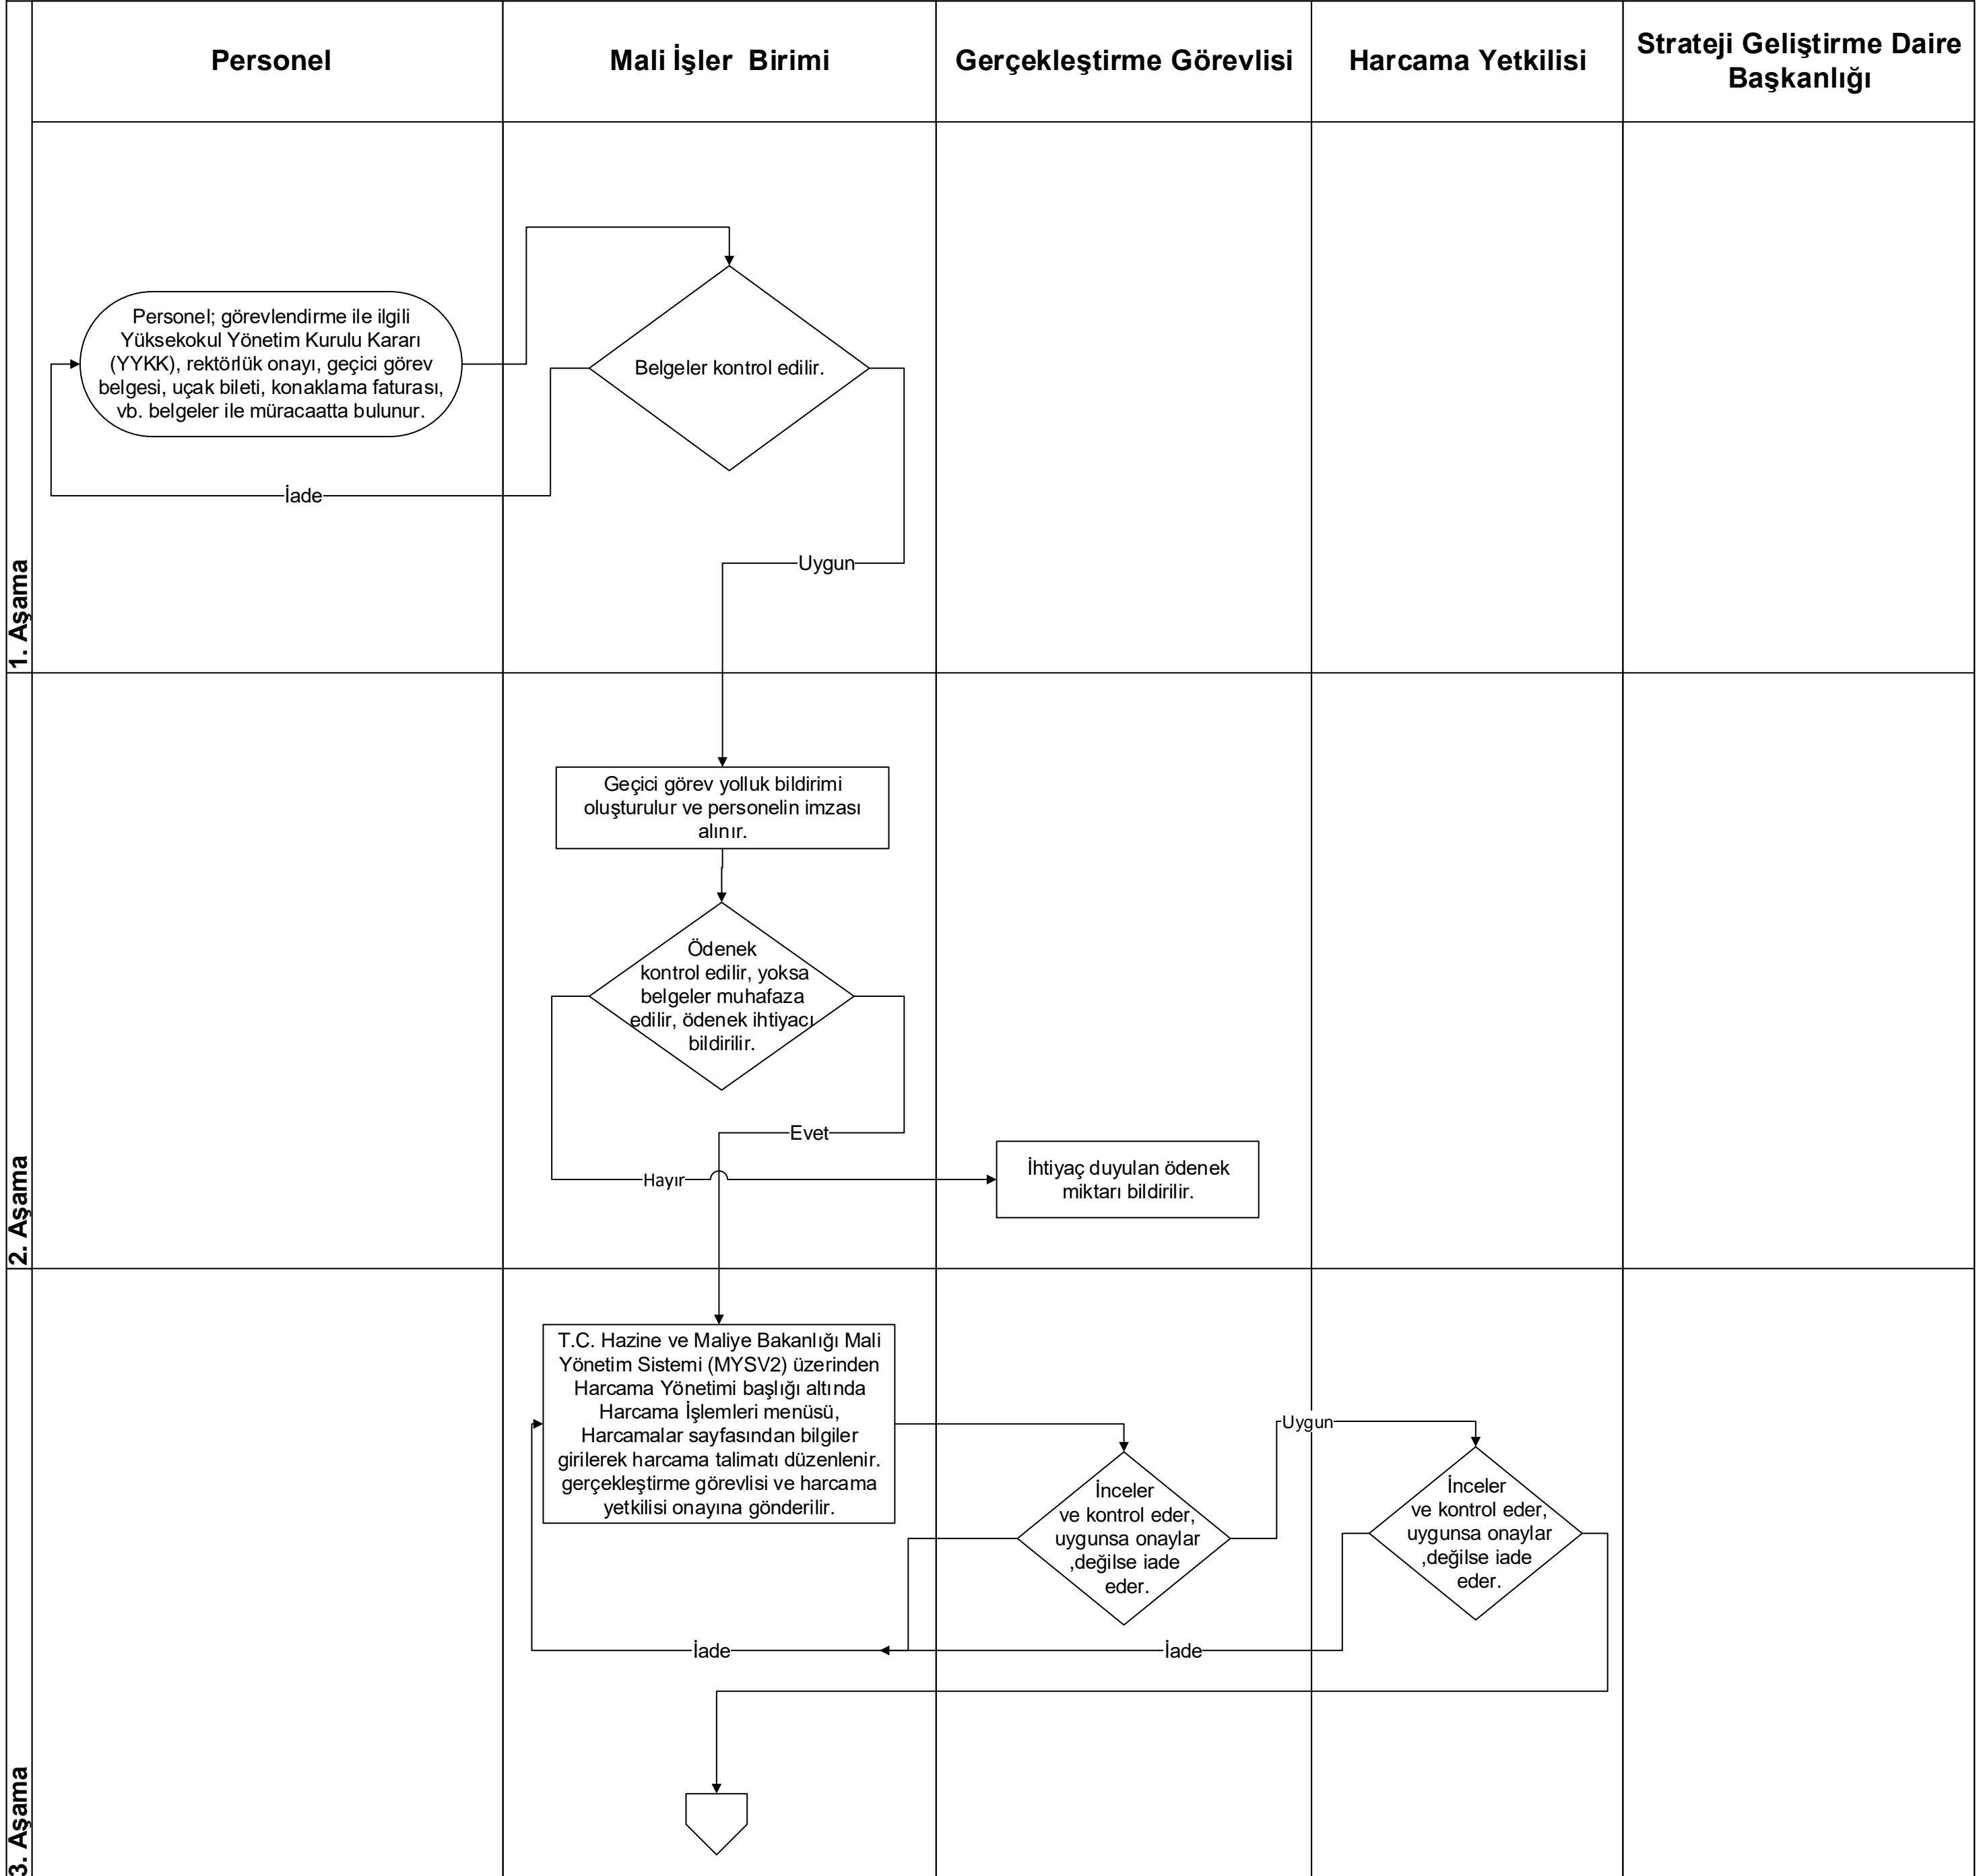 Personel
Mali İşler Birimi
Gerçekleştirme Görevlisi
Harcama Yetkilisi
Strateji Geliştirme Daire
Başkanlığı
1. Aşama
Personel; görevlendirme ile ilgili
Yüksekokul Yönetim Kurulu Kararı
(YYKK), rektörlük onayı, geçici görev
belgesi, uçak bileti, konaklama faturası,
vb. belgeler ile müracaatta bulunur.
Belgeler kontrol edilir.
İade
Uygun
2. Aşama
Geçici görev yolluk bildirimi
oluşturulur ve personelin imzası
alınır.
Ödenek
kontrol edilir, yoksa
belgeler muhafaza
edilir, ödenek ihtiyacı
bildirilir.
Evet
Hayır
İhtiyaç duyulan ödenek
miktarı bildirilir.
3. Aşama
T.C. Hazine ve Maliye Bakanlığı Mali
Yönetim Sistemi (MYSV2) üzerinden
Harcama Yönetimi başlığı altında
Harcama İşlemleri menüsü,
Harcamalar sayfasından bilgiler
girilerek harcama talimatı düzenlenir.
gerçekleştirme görevlisi ve harcama
yetkilisi onayına gönderilir.
İnceler
ve kontrol eder,
uygunsa onaylar
,değilse iade
eder.
Uygun
İnceler
ve kontrol eder,
uygunsa onaylar
,değilse iade
eder.
İade
İade